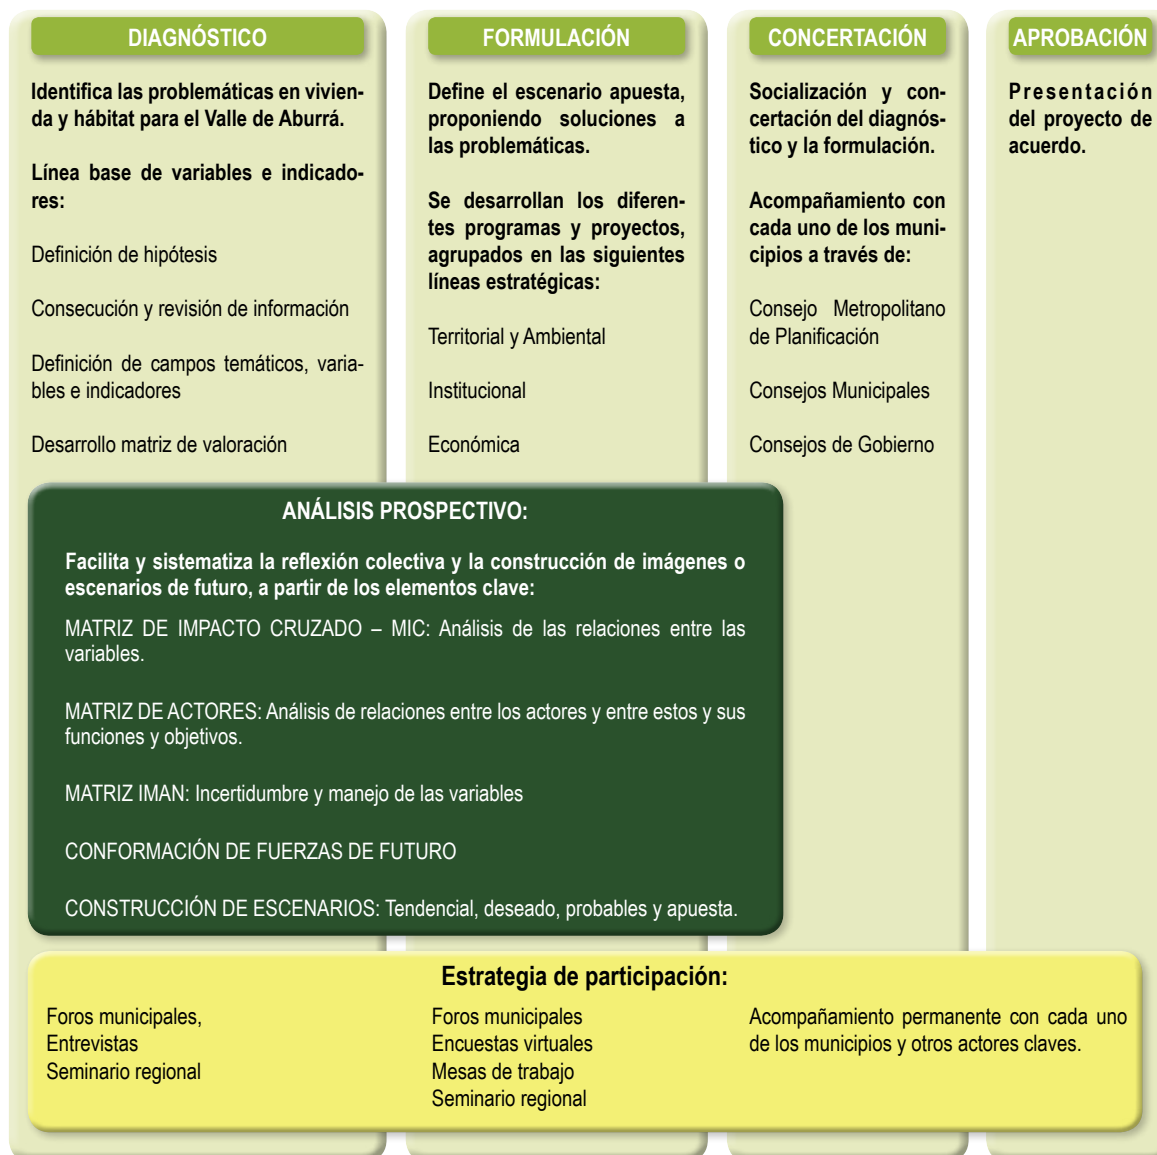 DIAGNÓSTICO
Identifica las problemáticas en vivien-
da y hábitat para el Valle de Aburrá.
Línea base de variables e indicado-
res:
Definición de hipótesis
Consecución y revisión de información
Definición de campos temáticos, varia-
bles e indicadores
Desarrollo matriz de valoración
FORMULACIÓN
Define el escenario apuesta,
proponiendo soluciones a
las problemáticas.
Se desarrollan los diferen-
tes programas y proyectos,
agrupados en las siguientes
líneas estratégicas:
Territorial y Ambiental
Institucional
Económica
CONCERTACIÓN
Socialización y con-
certación del diagnós-
tico y la formulación.
Acompañamiento con
cada uno de los muni-
cipios a través de:
Consejo Metropolitano
de Planificación
Consejos Municipales
Consejos de Gobierno
APROBACIÓN
Presentación
del proyecto de
acuerdo.
ANÁLISIS PROSPECTIVO:
Facilita y sistematiza la reflexión colectiva y la construcción de imágenes o
escenarios de futuro, a partir de los elementos clave:
MATRIZ DE IMPACTO CRUZADO – MIC: Análisis de las relaciones entre las
variables.
MATRIZ DE ACTORES: Análisis de relaciones entre los actores y entre estos y sus
funciones y objetivos.
MATRIZ IMAN: Incertidumbre y manejo de las variables
CONFORMACIÓN DE FUERZAS DE FUTURO
CONSTRUCCIÓN DE ESCENARIOS: Tendencial, deseado, probables y apuesta.
Estrategia de participación:
Foros municipales,
Entrevistas
Seminario regional
Foros municipales
Encuestas virtuales
Mesas de trabajo
Seminario regional
Acompañamiento permanente con cada uno
de los municipios y otros actores claves.